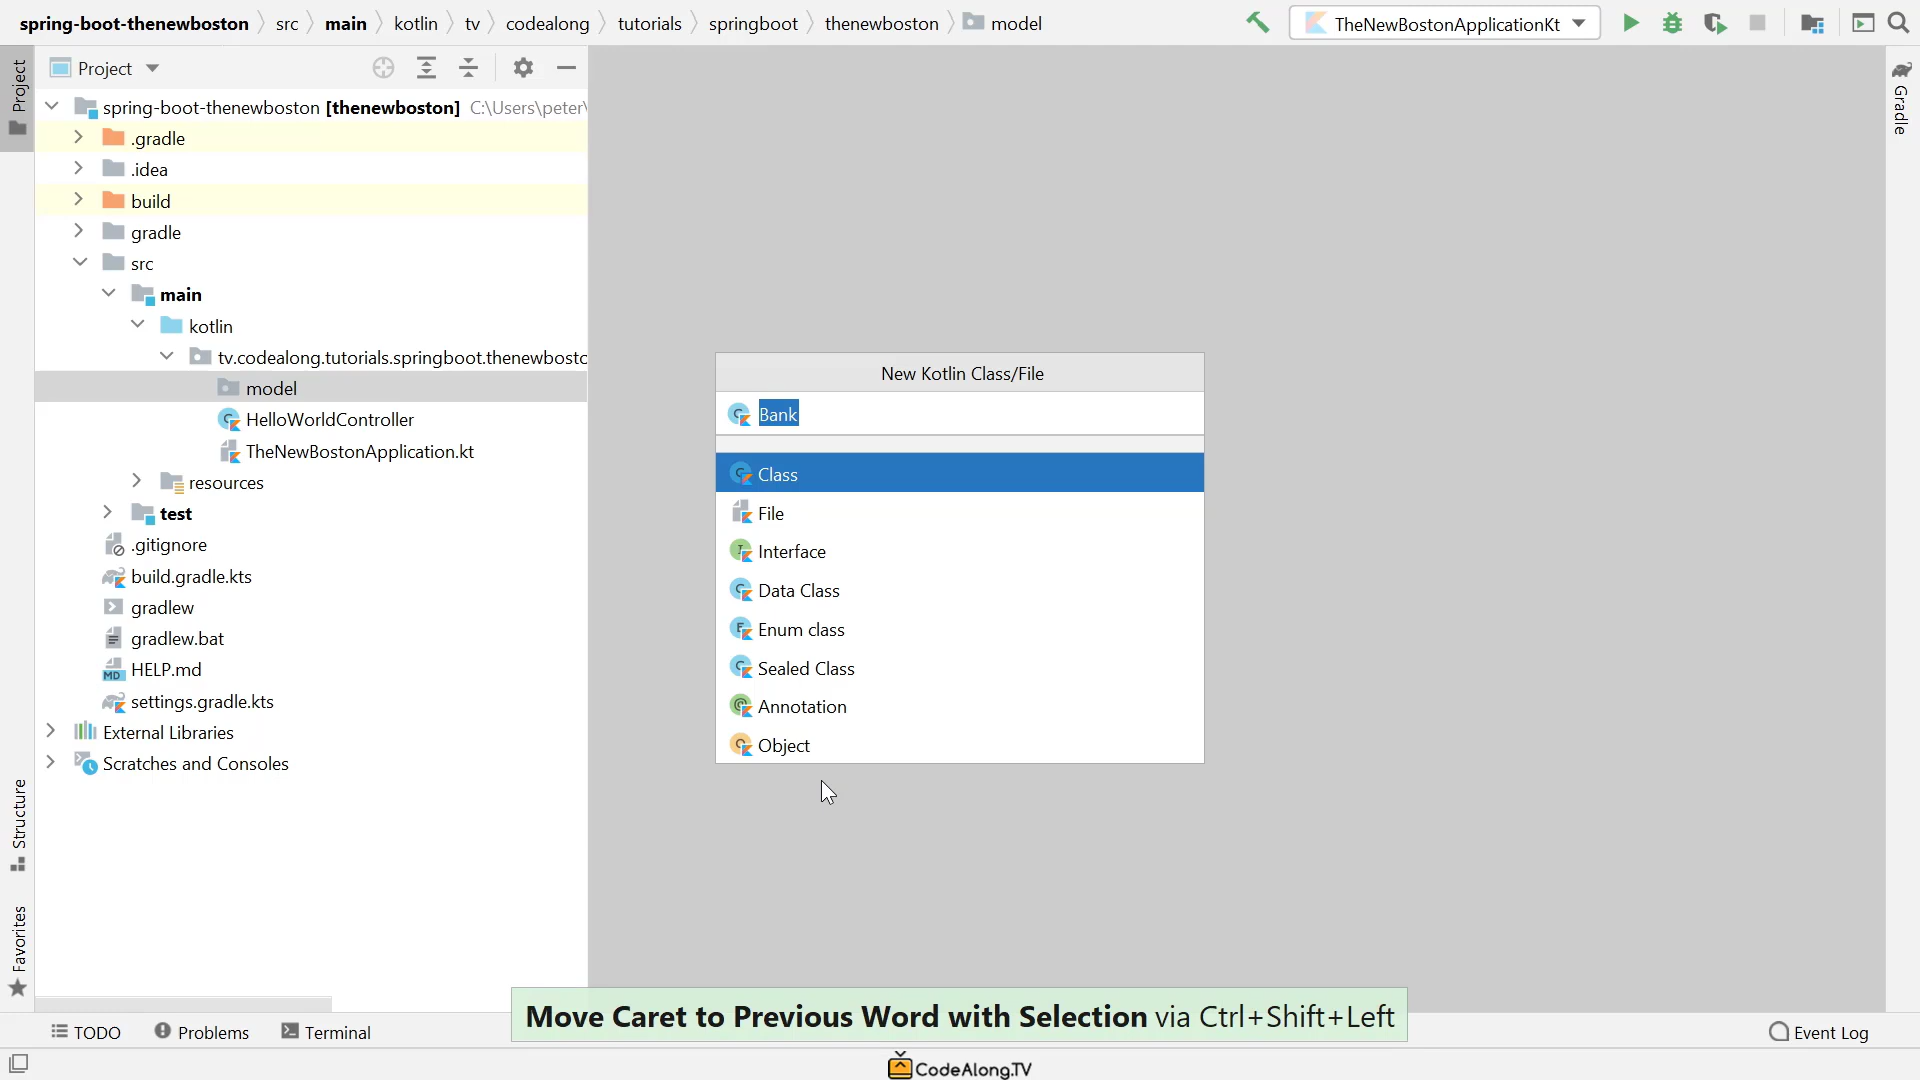 spring-boot-thenewboston src main kotlin tv codealong tutorials springboot thenewboston model TheNewBostonApplicationKt
Project
Project
spring-boot-thenewboston [thenewboston] C:\Users\peter\
.gradle
.idea
build
gradle
src
main
kotlin
tv.codealong.tutorials.springboot.thenewbosto
model
HelloWorldController
TheNewBostonApplication.kt
resources
test
.gitignore
build.gradle.kts
gradlew
gradlew.bat
HELP.md
settings.gradle.kts
External Libraries
Scratches and Consoles
New Kotlin Class/File
Bank
Class
File
Interface
Data Class
Enum class
Sealed Class
Annotation
Object
Gradle
Structure
Favorites
Move Caret to Previous Word with Selection via Ctrl+Shift+Left
TODO Problems Terminal Event Log
CodeAlong.TV